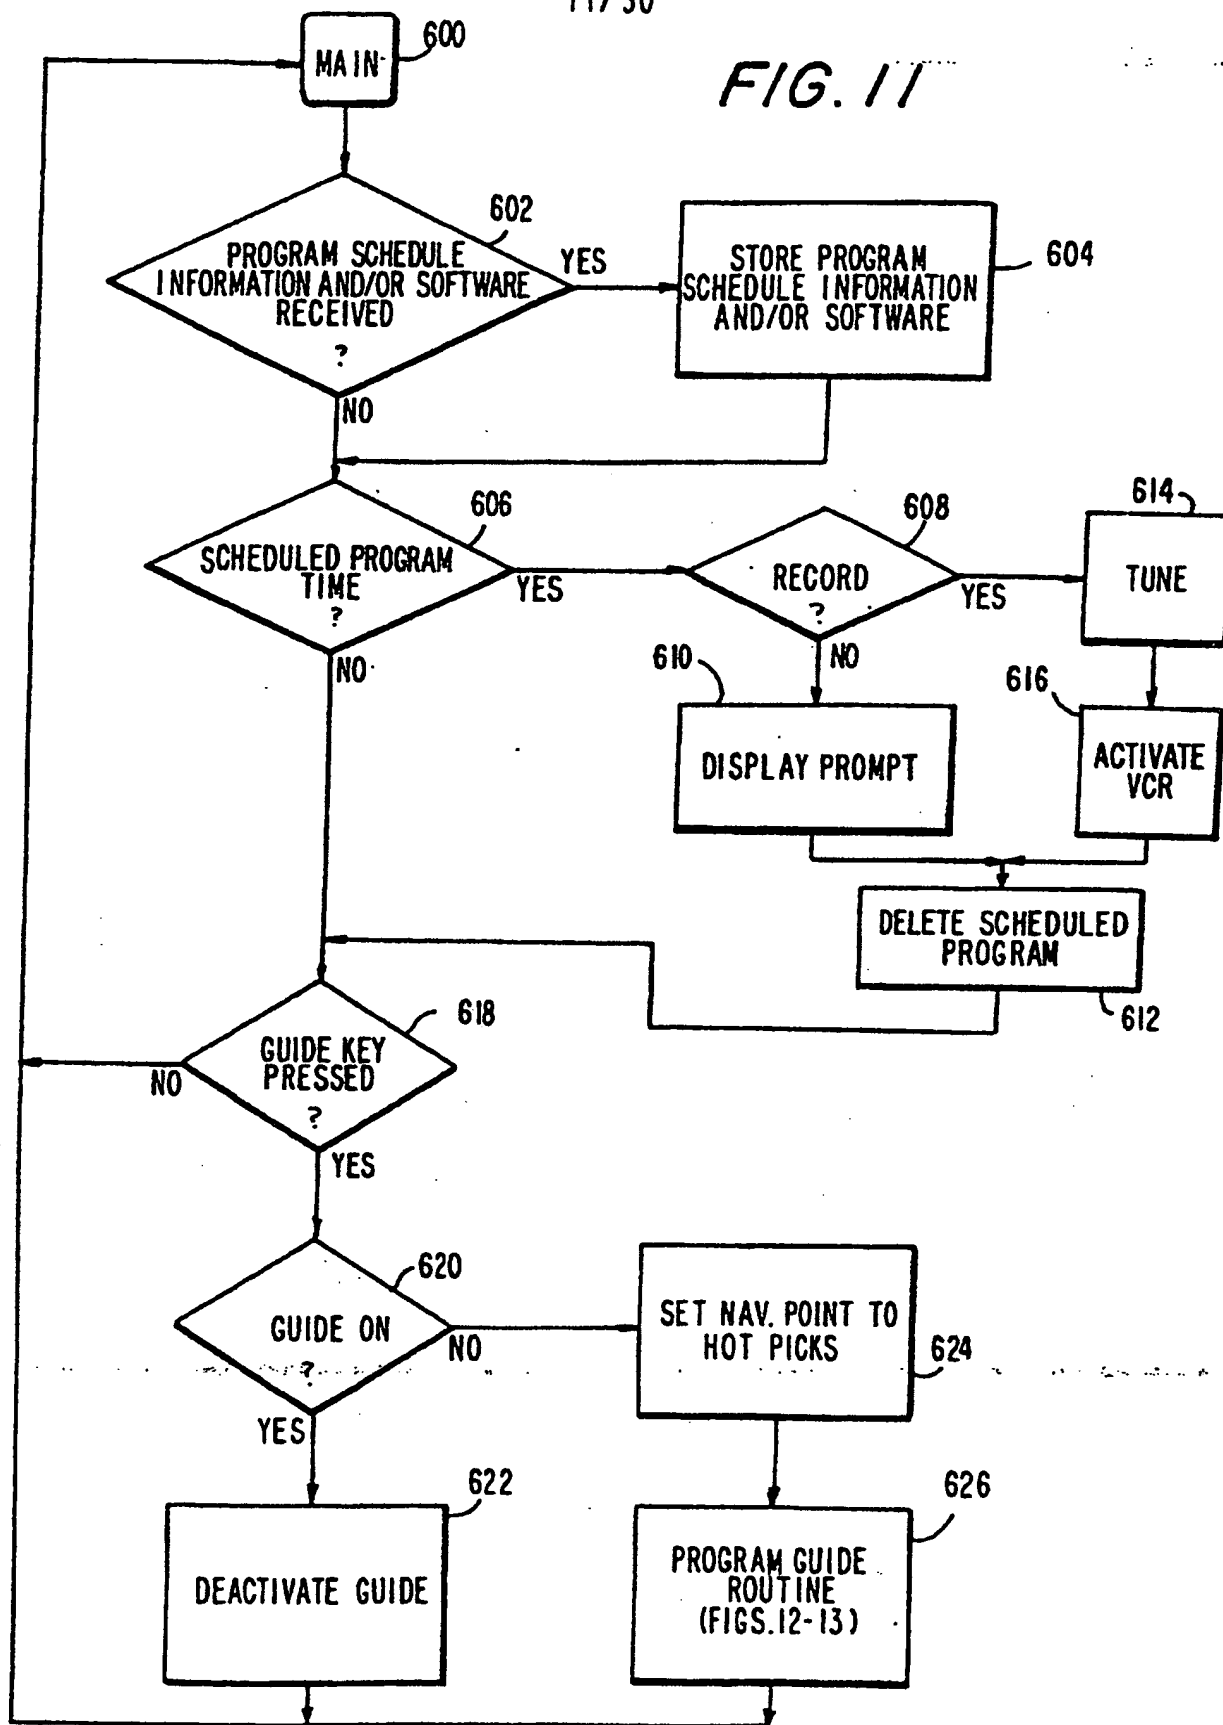 MAIN
600
FIG. 11
602
PROGRAM SCHEDULE
INFORMATION AND/OR SOFTWARE
RECEIVED
?
YES
NO
STORE PROGRAM
SCHEDULE INFORMATION
AND/OR SOFTWARE
604
606
SCHEDULED PROGRAM
TIME
?
YES
NO
608
RECORD
?
YES
NO
614
TUNE
610
DISPLAY PROMPT
616
ACTIVATE
VCR
DELETE SCHEDULED
PROGRAM
612
618
GUIDE KEY
PRESSED
?
NO
YES
620
GUIDE ON
?
NO
YES
SET NAV. POINT TO
HOT PICKS
624
622
DEACTIVATE GUIDE
626
PROGRAM GUIDE
ROUTINE
(FIGS.12-13)